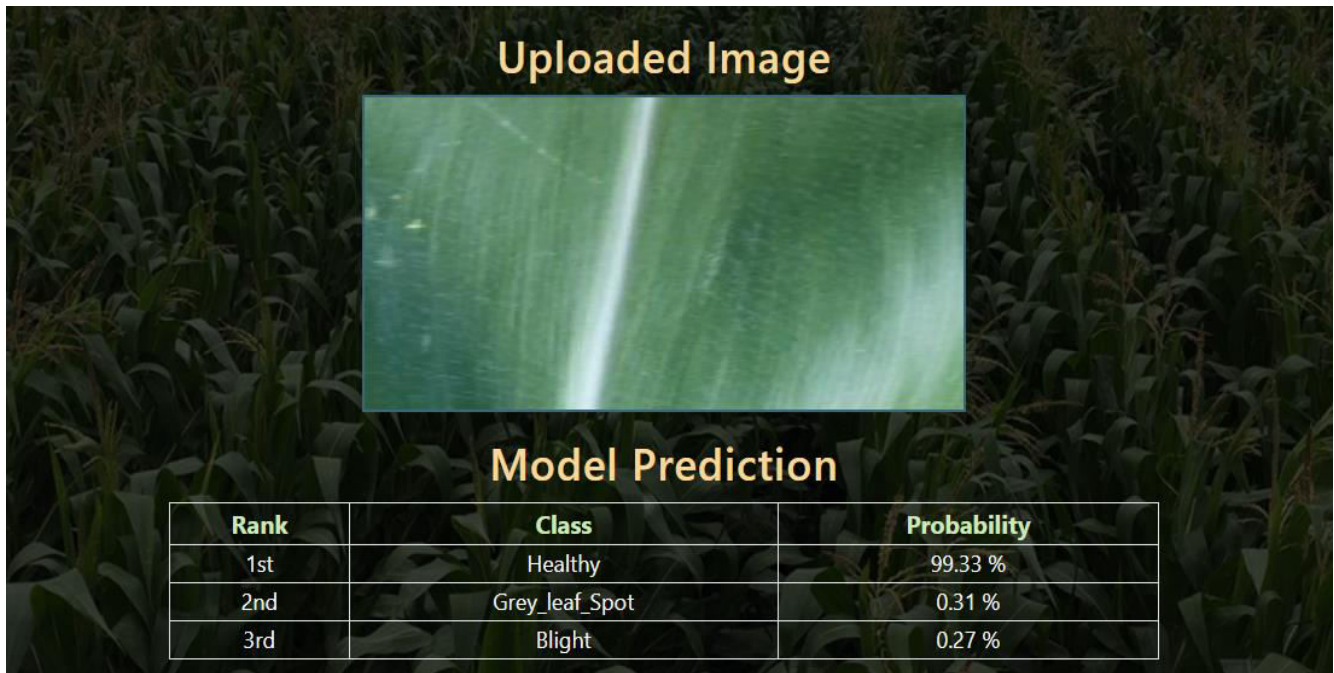 Uploaded Image
Model Prediction
Rank Class Probability
1st Healthy 99.33 %
2nd Grey_leaf_Spot 0.31 %
3rd Blight 0.27 %